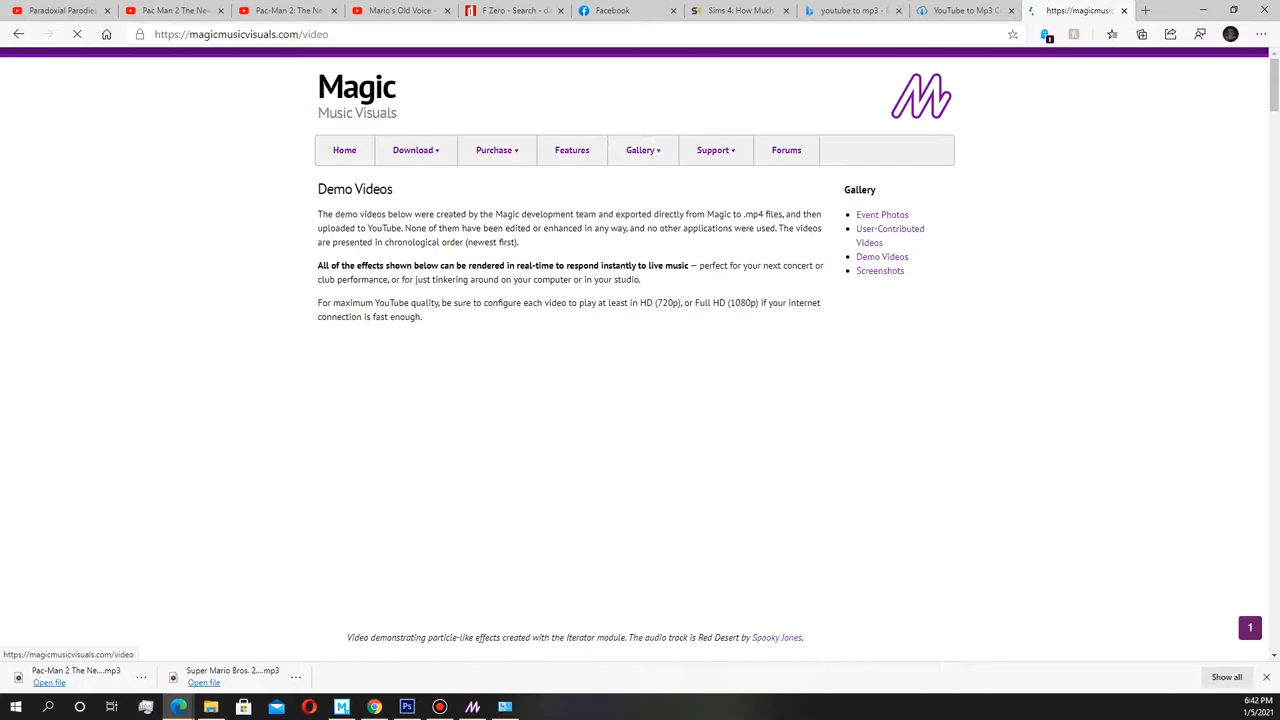 Paradoxial Parodies
Pac Man 2 The Ne
Pac-Man 2: The Ne
Mario's Old Voice -
F Zero - Search - d
Facebook
Sims 4: How Much
youtube to mp3 -
YouTube to Mp3 C
https://magicmusic
https://magicmusicvisuals.com/video
1
Magic
Music Visuals
Home
Download
Purchase
Features
Gallery
Support
Forums
Demo Videos
The demo videos below were created by the Magic development team and exported directly from Magic to .mp4 files, and then
uploaded to YouTube. None of them have been edited or enhanced in any way, and no other applications were used. The videos
are presented in chronological order (newest first).
All of the effects shown below can be rendered in real-time to respond instantly to live music — perfect for your next concert or
club performance, or for just tinkering around on your computer or in your studio.
For maximum YouTube quality, be sure to configure each video to play at least in HD (720p), or Full HD (1080p) if your internet
connection is fast enough.
Gallery
Event Photos
User-Contributed
Videos
Demo Videos
Screenshots
Video demonstrating particle-like effects created with the Iterator module. The audio track is Red Desert by Spooky Jones.
1
https://magicmusicvisuals.com/video
Pac-Man 2 The Ne....mp3
Open file
Super Mario Bros. 2....mp3
Open file
Show all
Ps
6:42 PM
1/5/2021